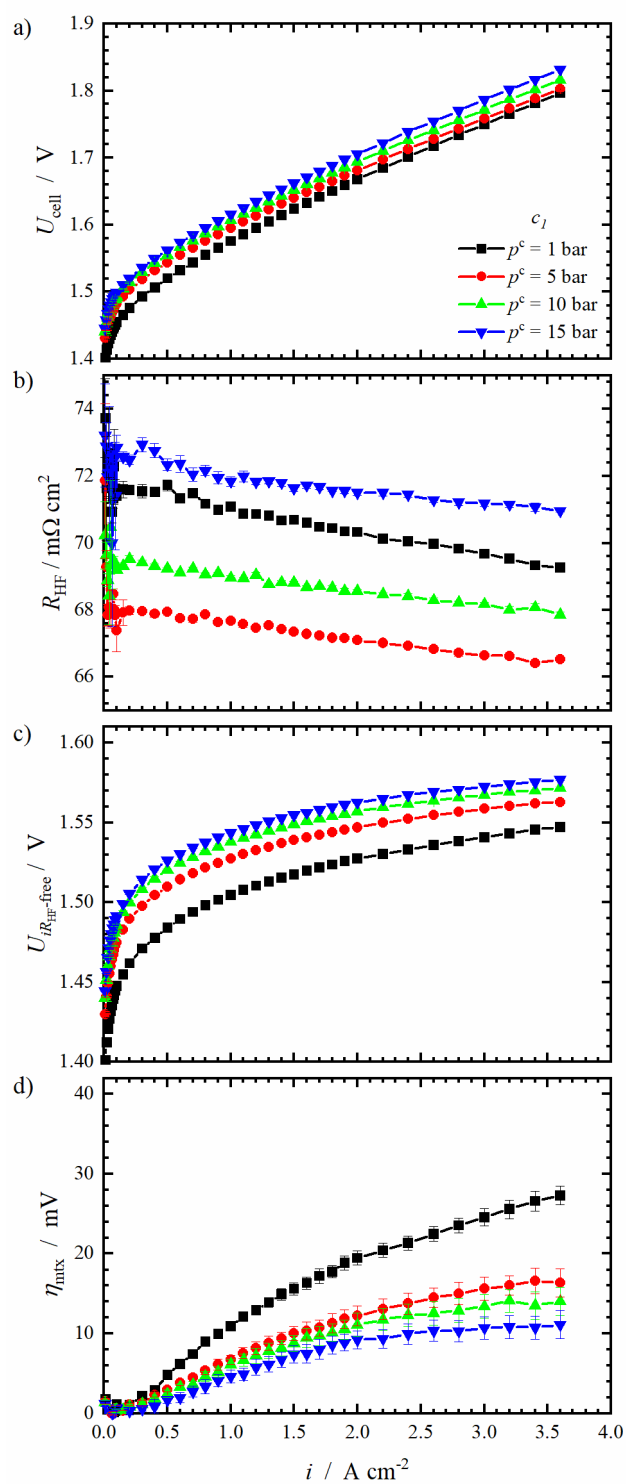 a)
1.9
1.8
1.7
1.6
1.5
1.4
U_cell / V
c_1
p^c = 1 bar
p^c = 5 bar
p^c = 10 bar
p^c = 15 bar
b)
74
72
70
68
66
R_HF / mΩ cm²
c)
1.60
1.55
1.50
1.45
1.40
U_iR_HF-free / V
d)
40
30
20
10
0
η_mtx / mV
0.0 0.5 1.0 1.5 2.0 2.5 3.0 3.5 4.0
i / A cm⁻²